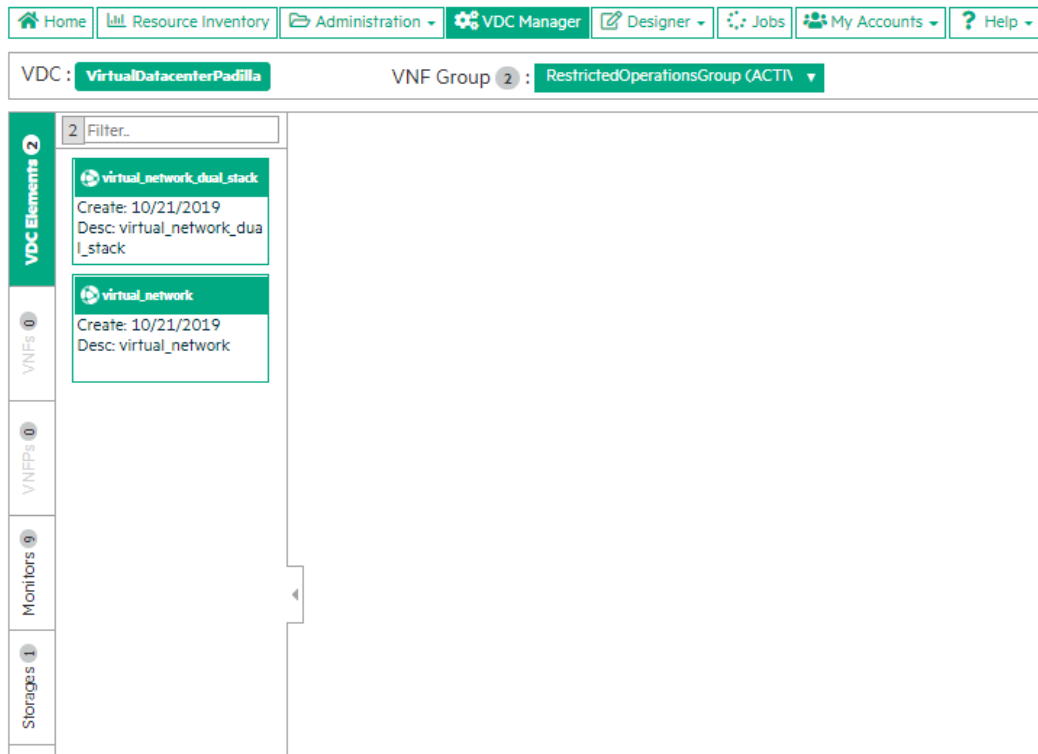 Home Resource Inventory Administration VDC Manager Designer Jobs My Accounts ? Help
VDC : VirtualDatacenterPadilla VNF Group 2 : RestrictedOperationsGroup (ACTIV
VDC Elements 2
VNFs 0
VNFPs 0
Monitors 9
Storages 1
2 Filter..
virtual_network_dual_stack
Create: 10/21/2019
Desc: virtual_network_dua
l_stack
virtual_network
Create: 10/21/2019
Desc: virtual_network